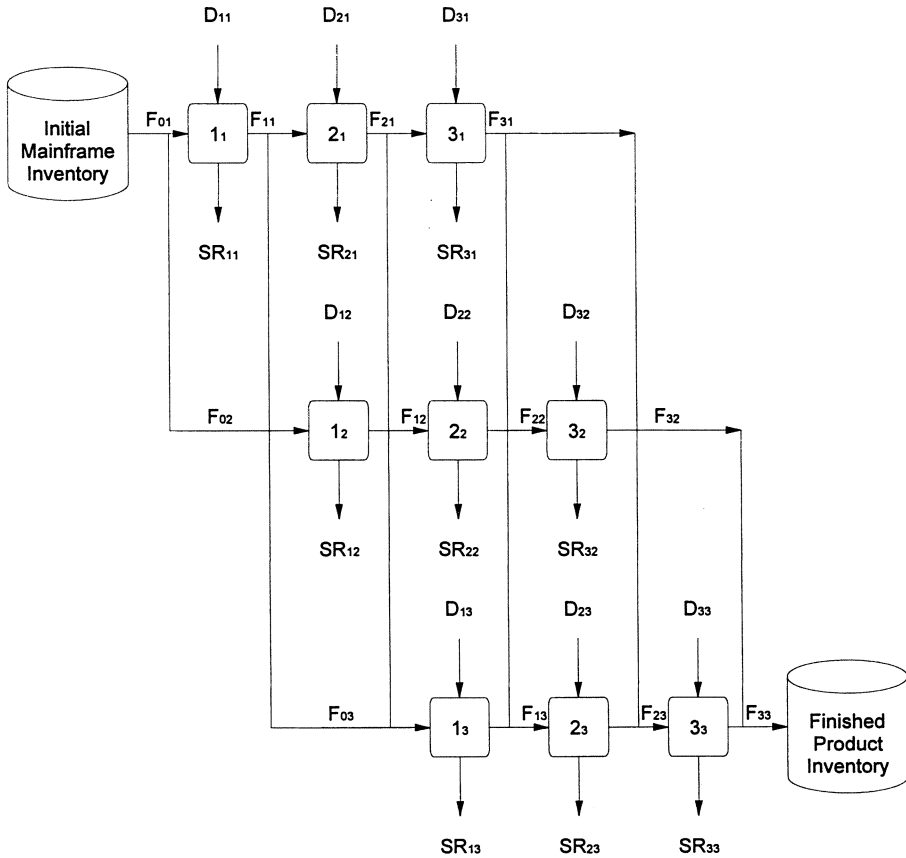 D₁₁ D₂₁ D₃₁
Initial
Mainframe
Inventory
F₀₁ 1₁ F₁₁ 2₁ F₂₁ 3₁ F₃₁
SR₁₁ SR₂₁ SR₃₁
D₁₂ D₂₂ D₃₂
F₀₂ 1₂ F₁₂ 2₂ F₂₂ 3₂ F₃₂
SR₁₂ SR₂₂ SR₃₂
D₁₃ D₂₃ D₃₃
F₀₃ 1₃ F₁₃ 2₃ F₂₃ 3₃ F₃₃
Finished
Product
Inventory
SR₁₃ SR₂₃ SR₃₃